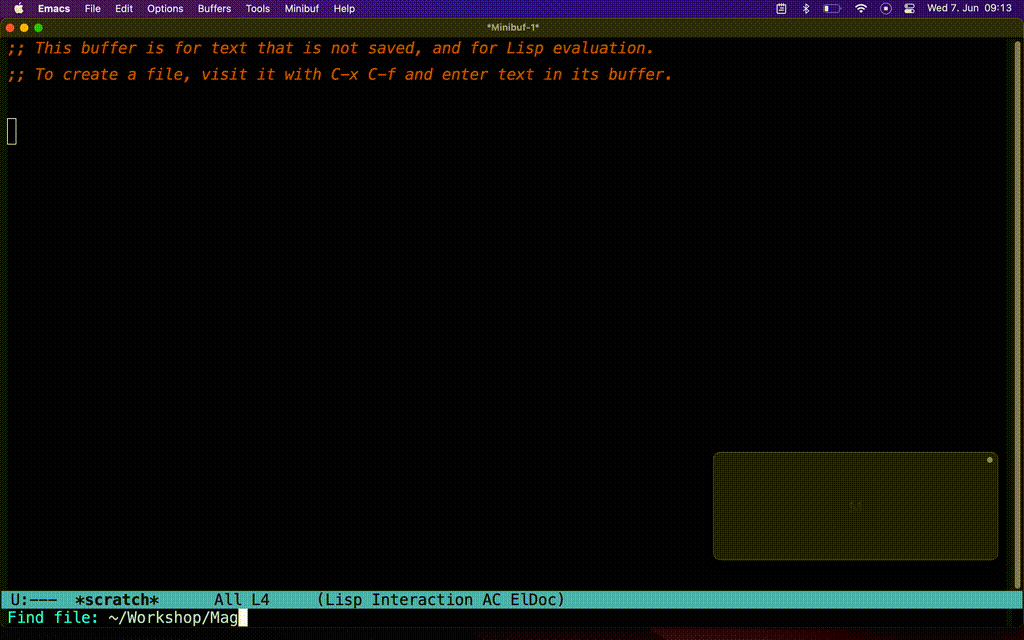 Emacs File Edit Options Buffers Tools Minibuf Help Wed 7. Jun 09:13
*Minibuf-1*
;; This buffer is for text that is not saved, and for Lisp evaluation.
;; To create a file, visit it with C-x C-f and enter text in its buffer.
U:--- *scratch* All L4 (Lisp Interaction AC ElDoc)
Find file: ~/Workshop/Mag